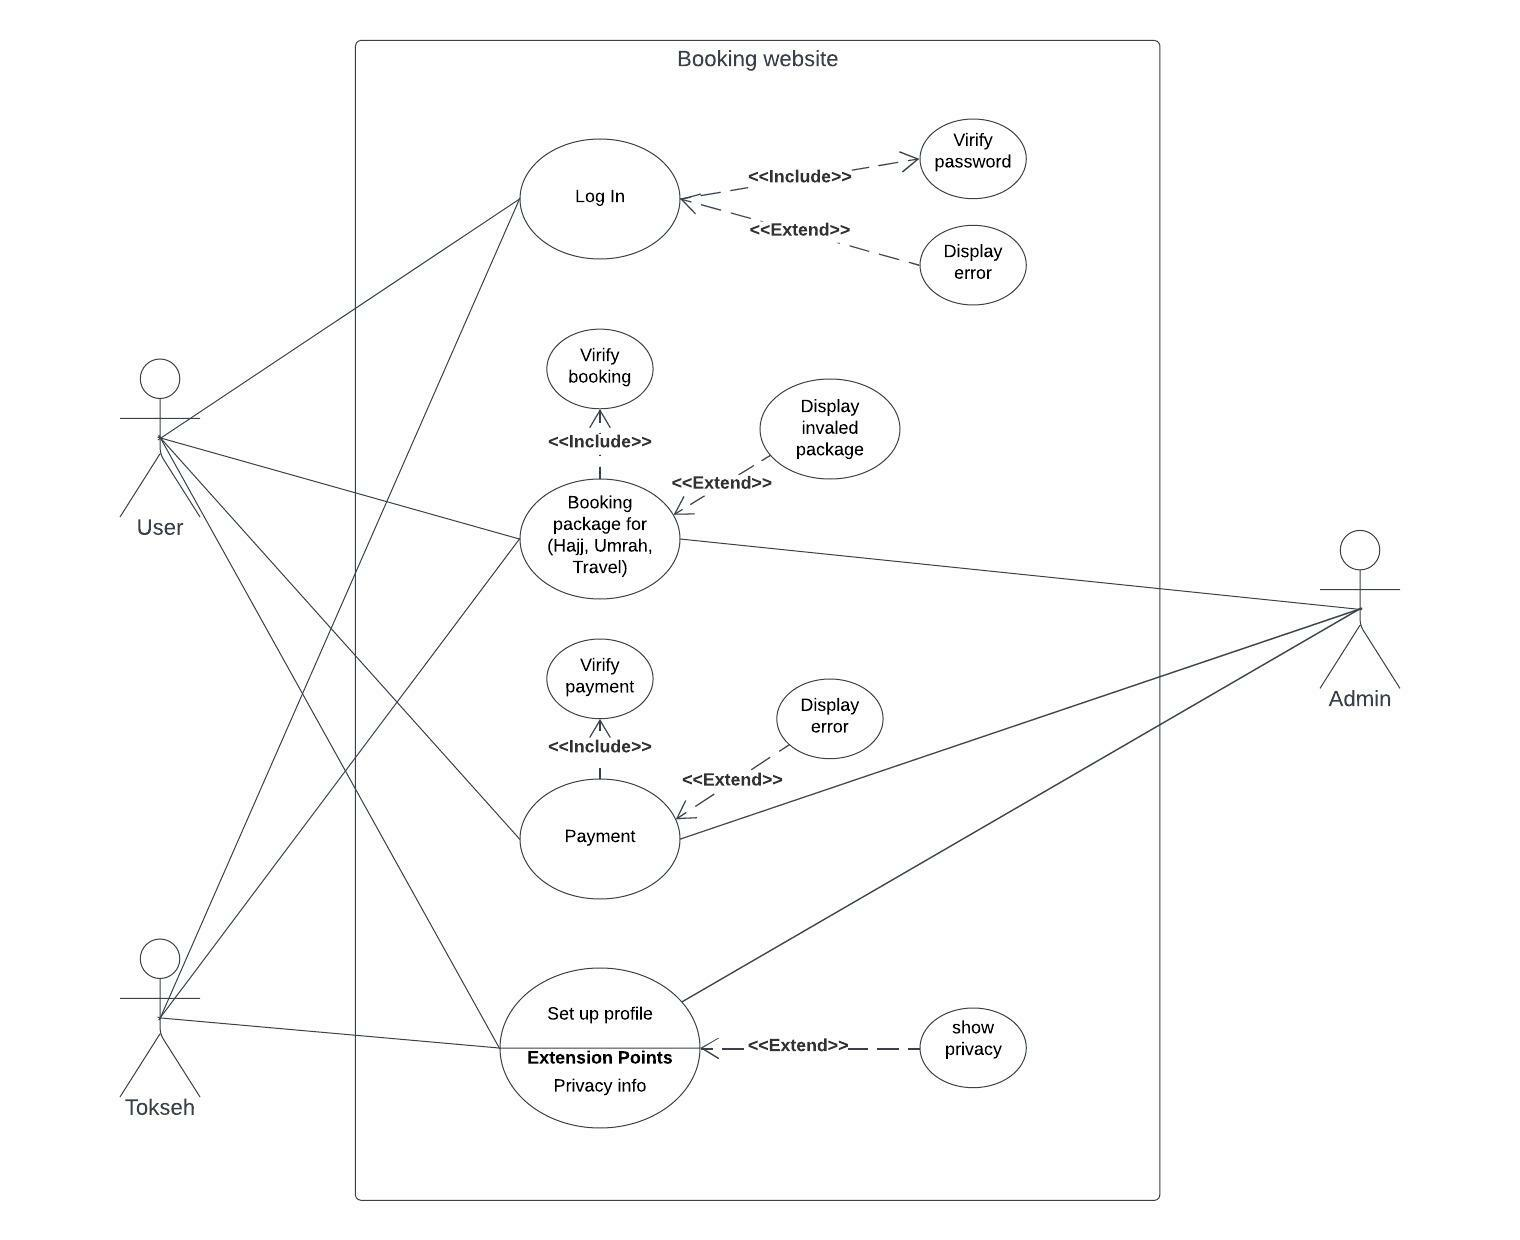 Booking website
Log In
<<Include>>
Virify
password
<<Extend>>
Display
error
User
Virify
booking
<<Include>>
Display
invaled
package
<<Extend>>
Booking
package for
(Hajj, Umrah,
Travel)
Admin
Virify
payment
<<Include>>
Display
error
<<Extend>>
Payment
Tokseh
Set up profile
Extension Points
Privacy info
<<Extend>>
show
privacy